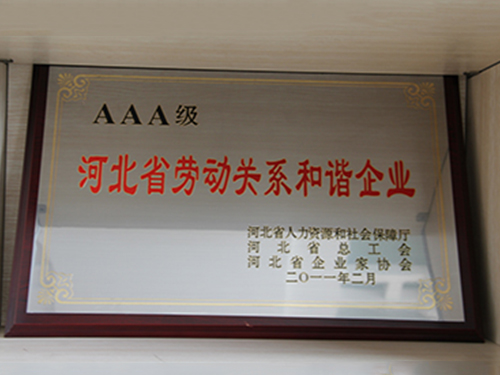 AAA级
河北省劳动关系和谐企业
河北省人力资源和社会保障厅
河北省总工会
河北省企业家协会
二〇一一年二月